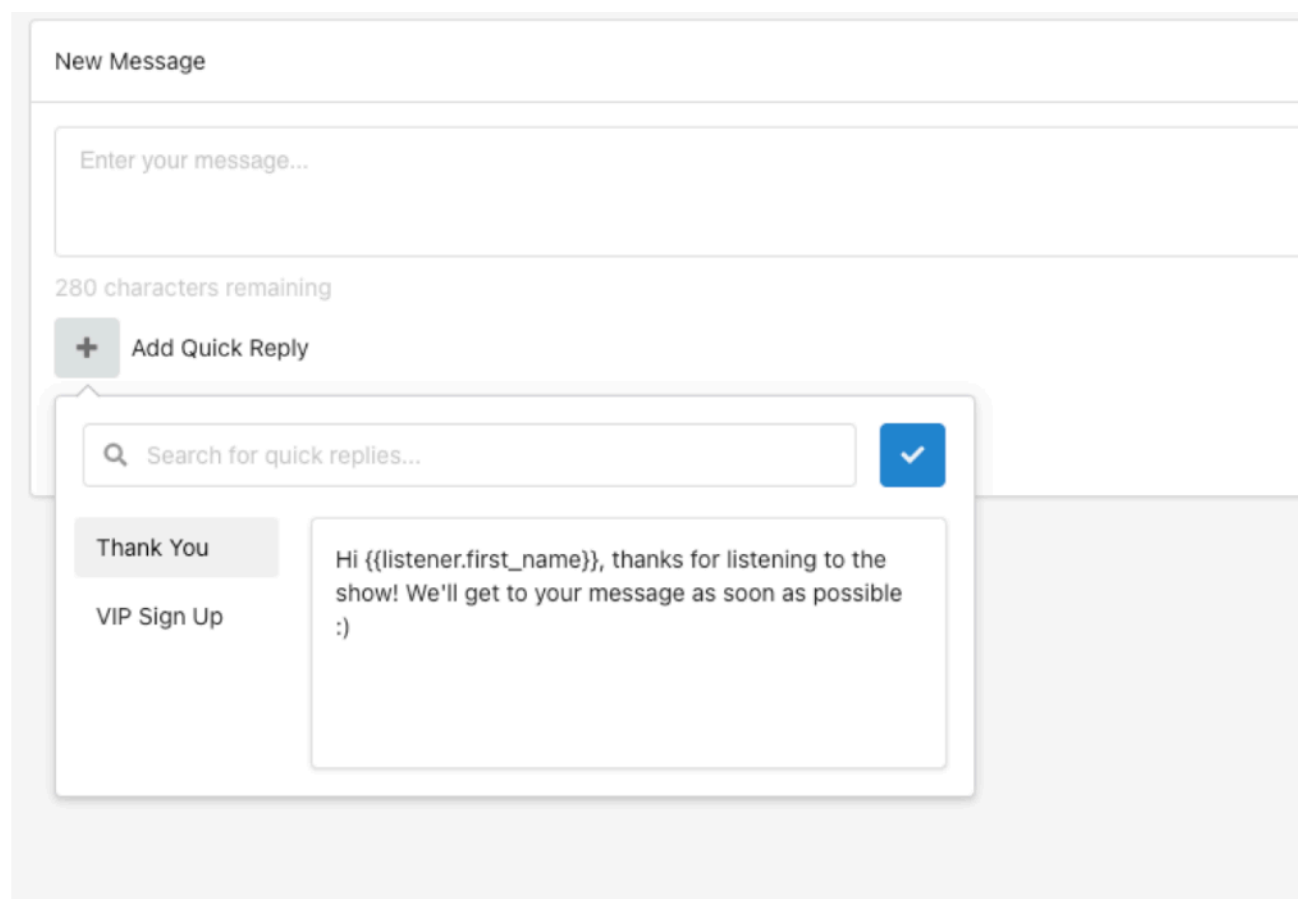 New Message
Enter your message...
280 characters remaining
Add Quick Reply
Search for quick replies...
Thank You
VIP Sign Up
Hi {{listener.first_name}}, thanks for listening to the
show! We'll get to your message as soon as possible
:)